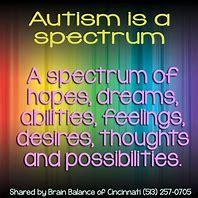 Autism is a
spectrum
A spectrum of
hopes, dreams,
abilities, feelings,
desires, thoughts
and possibilities.
Shared by Brain Balance of Cincinnati (513) 257-0705